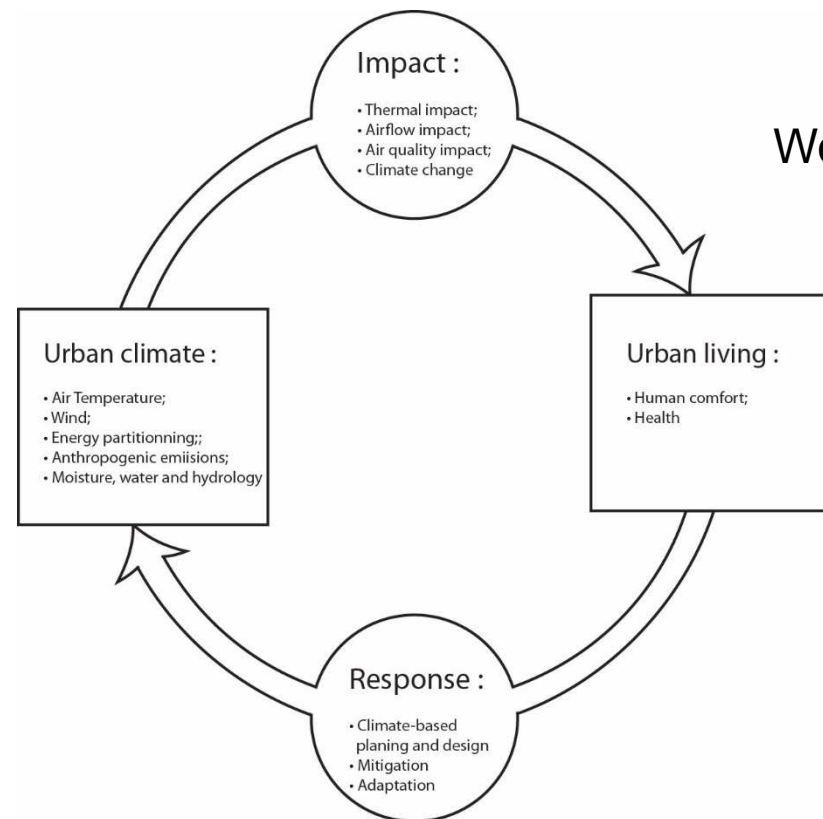 Impact :
• Thermal impact;
• Airflow impact;
• Air quality impact;
• Climate change
Urban climate :
• Air Temperature;
• Wind;
• Energy partitionning;;
• Anthropogenic emiisions;
• Moisture, water and hydrology
Urban living :
• Human comfort;
• Health
Response :
• Climate-based
planing and design
• Mitigation
• Adaptation